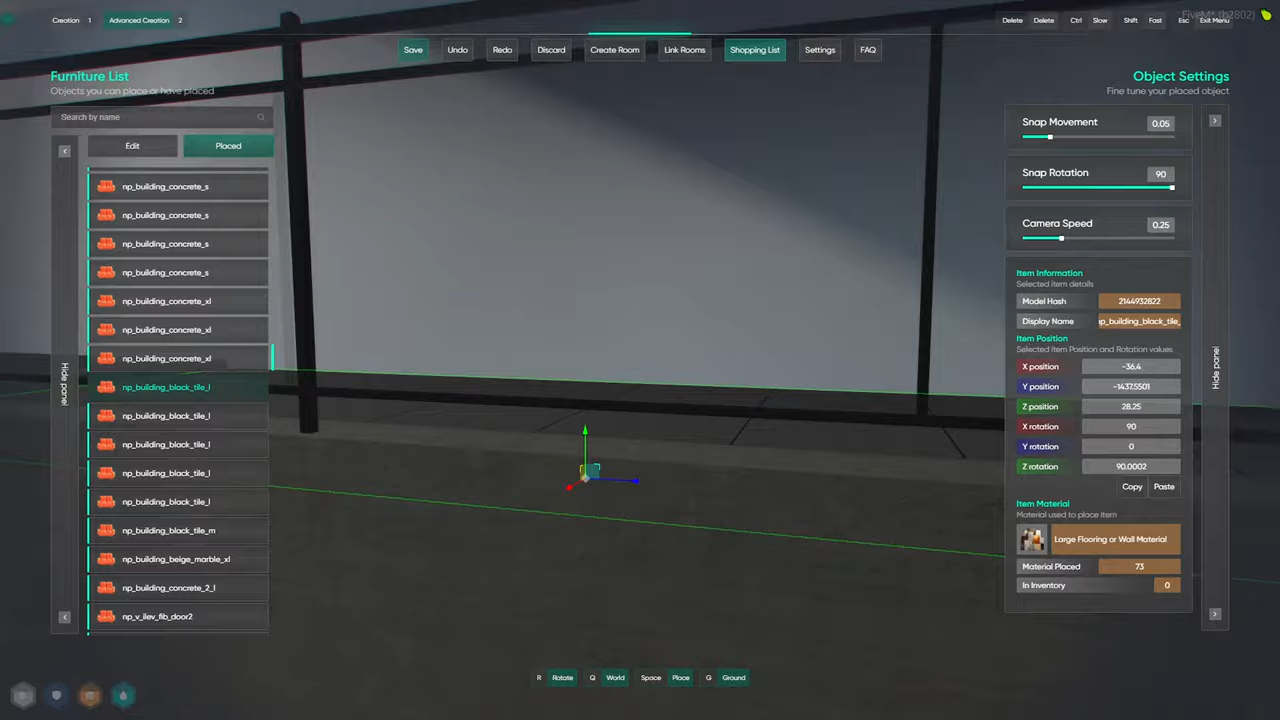 Creation 1 Advanced Creation 2
Delete Delete Ctrl Slow Shift Fast Esc Exit Menu
FiveM* (b2802)
Save Undo Redo Discard Create Room Link Rooms Shopping List Settings FAQ
Furniture List
Objects you can place or have placed
Search by name
Edit Placed
np_building_concrete_s
np_building_concrete_s
np_building_concrete_s
np_building_concrete_s
np_building_concrete_xl
np_building_concrete_xl
np_building_concrete_xl
np_building_black_tile_l
np_building_black_tile_l
np_building_black_tile_l
np_building_black_tile_l
np_building_black_tile_l
np_building_black_tile_m
np_building_beige_marble_xl
np_building_concrete_2_l
np_v_ilev_fib_door2
Hide panel
Object Settings
Fine tune your placed object
Snap Movement 0.05
Snap Rotation 90
Camera Speed 0.25
Item Information
Selected item details
Model Hash 2144932822
Display Name np_building_black_tile_
Item Position
Selected item Position and Rotation values
X position -36.4
Y position -1437.5501
Z position 28.25
X rotation 90
Y rotation 0
Z rotation 90.0002
Copy Paste
Item Material
Material used to place item
Large Flooring or Wall Material
Material Placed 73
In Inventory 0
Hide panel
R Rotate Q World Space Place G Ground